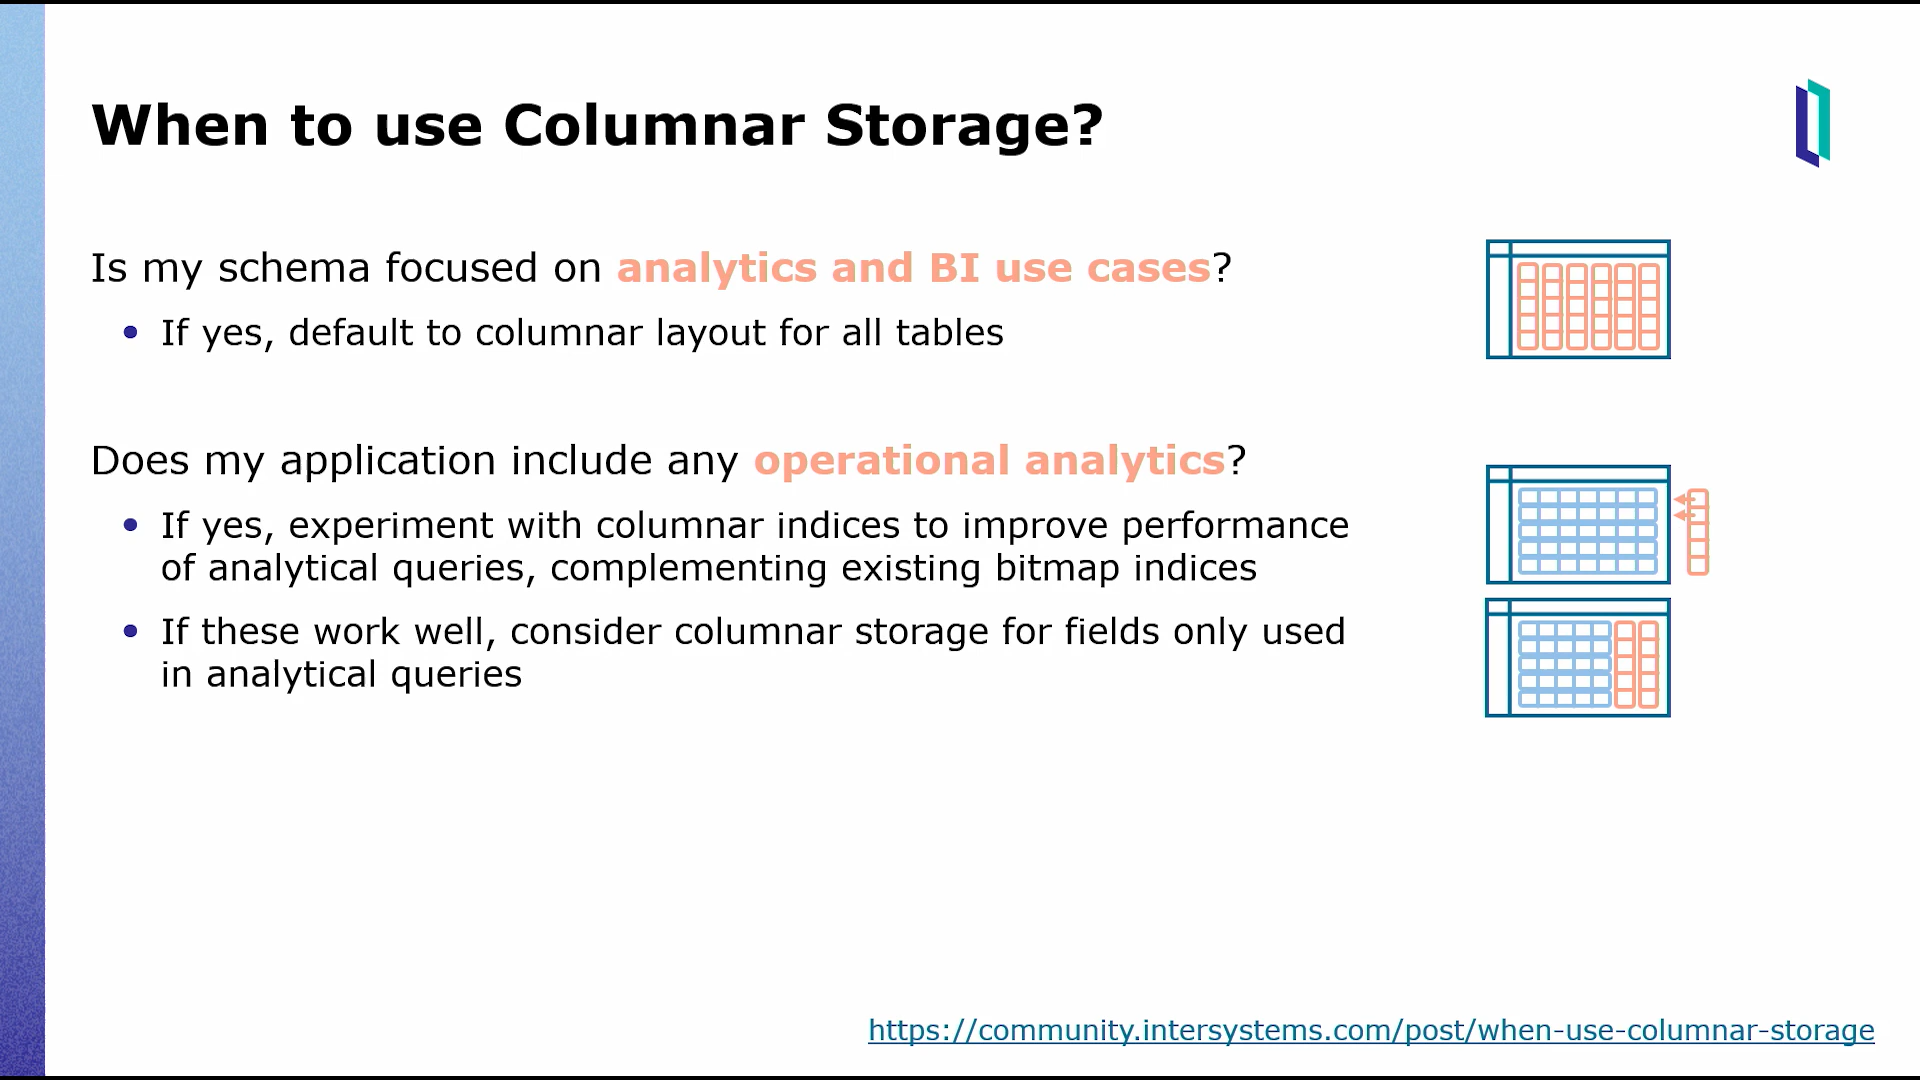 When to use Columnar Storage?
Is my schema focused on analytics and BI use cases?
• If yes, default to columnar layout for all tables
Does my application include any operational analytics?
• If yes, experiment with columnar indices to improve performance
of analytical queries, complementing existing bitmap indices
• If these work well, consider columnar storage for fields only used
in analytical queries
https://community.intersystems.com/post/when-use-columnar-storage